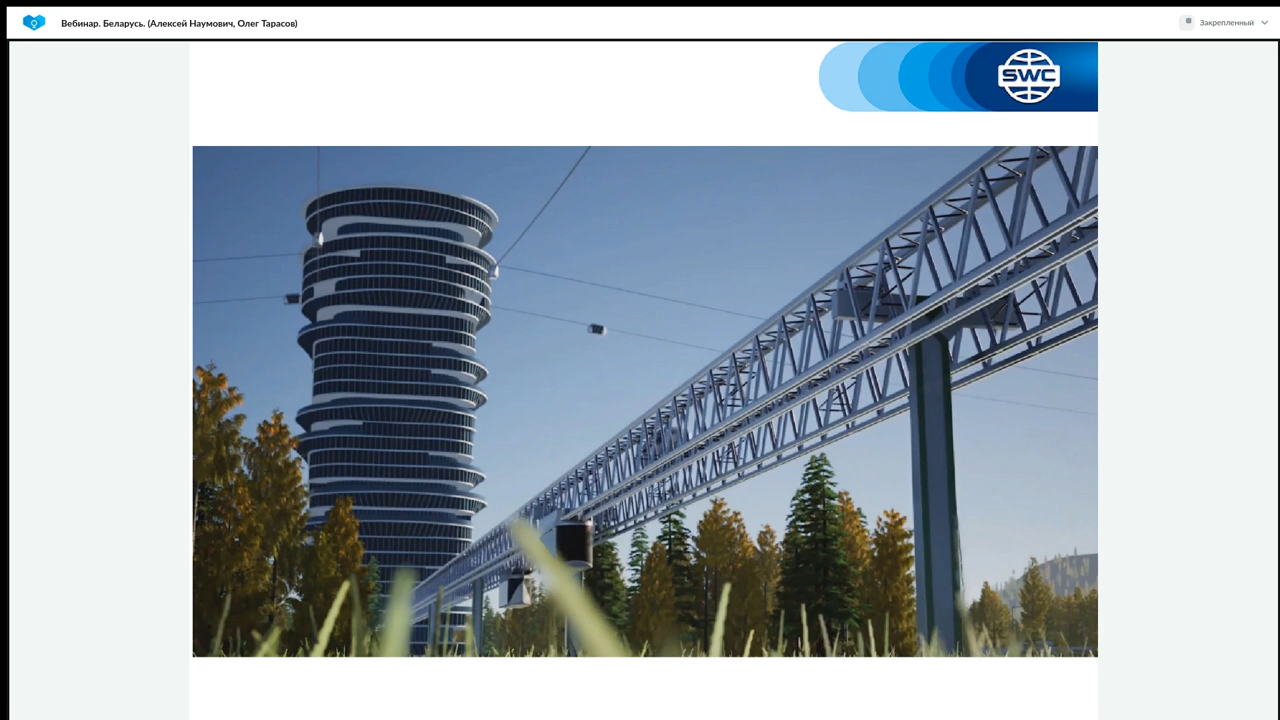 Вебинар. Беларусь. (Алексей Наумович, Олег Тарасов)
Закрепленный
SWC